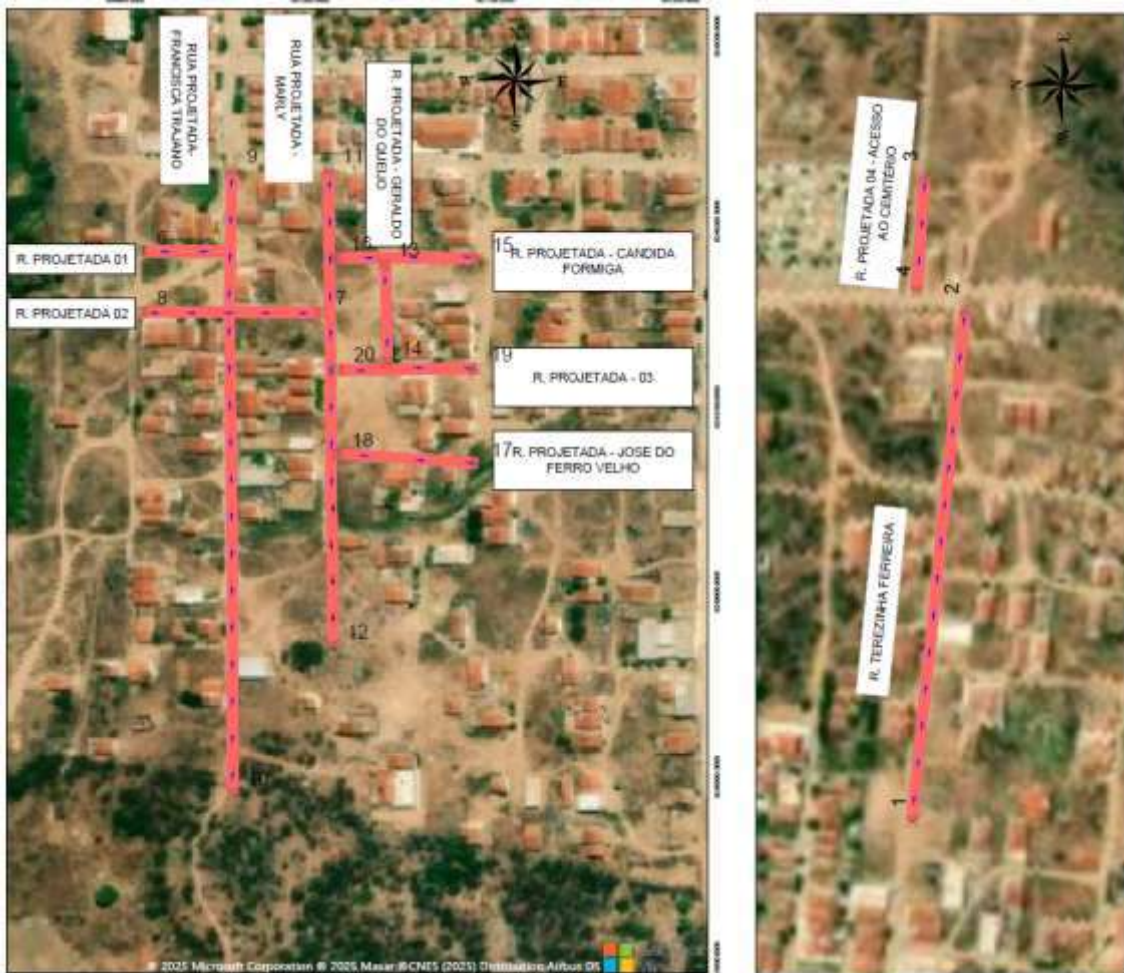 RUA PROJETADA-
FRANCISCA TRAJANO
RUA PROJETADA -
MARLY
R. PROJETADA - GERALDO
DO QUEIJO
9
11
R. PROJETADA 01
16
13
15
R. PROJETADA - CANDIDA
FORMIGA
R. PROJETADA 02
8
7
20
14
19
R. PROJETADA - 03
18
17
R. PROJETADA - JOSE DO
FERRO VELHO
12
© 2025 Microsoft Corporation © 2025 Maxar ©CNES (2025) Distribution Airbus DS
R. PROJETADA 04 - ACESSO
AO CEMITÉRIO
3
4
2
R. TEREZINHA FERREIRA
1